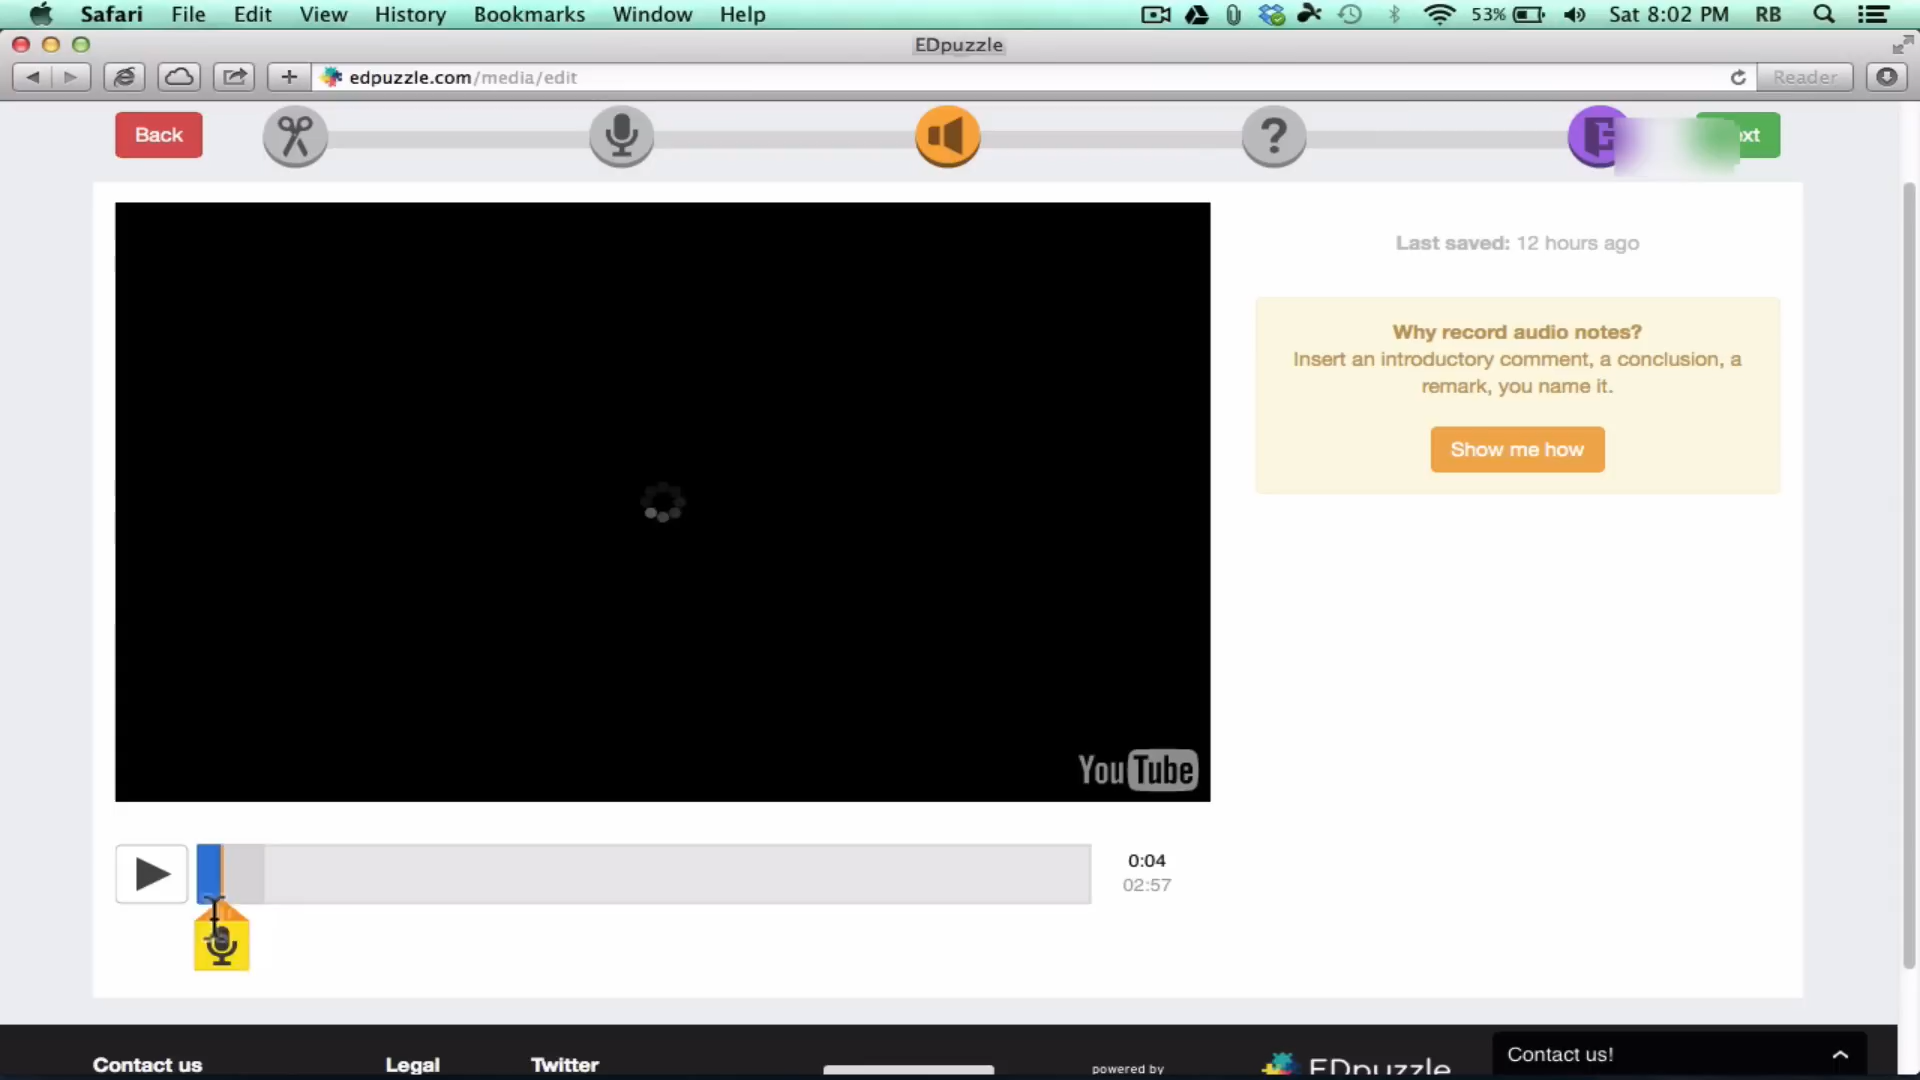 Safari File Edit View History Bookmarks Window Help 53% Sat 8:02 PM RB
EDpuzzle
edpuzzle.com/media/edit Reader
Back
Last saved: 12 hours ago
Why record audio notes?
Insert an introductory comment, a conclusion, a
remark, you name it.
Show me how
YouTube
0:04
02:57
Contact us Legal Twitter powered by EDpuzzle Contact us!